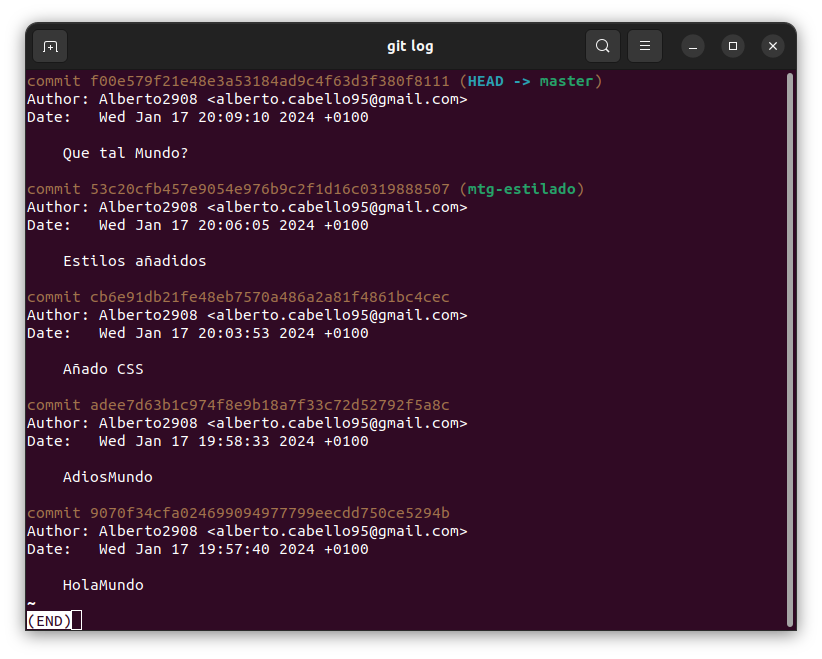 git log
commit f00e579f21e48e3a53184ad9c4f63d3f380f8111 (HEAD -> master)
Author: Alberto2908 <alberto.cabello95@gmail.com>
Date:   Wed Jan 17 20:09:10 2024 +0100
Que tal Mundo?
commit 53c20cfb457e9054e976b9c2f1d16c0319888507 (mtg-estilado)
Author: Alberto2908 <alberto.cabello95@gmail.com>
Date:   Wed Jan 17 20:06:05 2024 +0100
Estilos añadidos
commit cb6e91db21fe48eb7570a486a2a81f4861bc4cec
Author: Alberto2908 <alberto.cabello95@gmail.com>
Date:   Wed Jan 17 20:03:53 2024 +0100
Añado CSS
commit adee7d63b1c974f8e9b18a7f33c72d52792f5a8c
Author: Alberto2908 <alberto.cabello95@gmail.com>
Date:   Wed Jan 17 19:58:33 2024 +0100
AdiosMundo
commit 9070f34cfa024699094977799eecdd750ce5294b
Author: Alberto2908 <alberto.cabello95@gmail.com>
Date:   Wed Jan 17 19:57:40 2024 +0100
HolaMundo
~
(END)